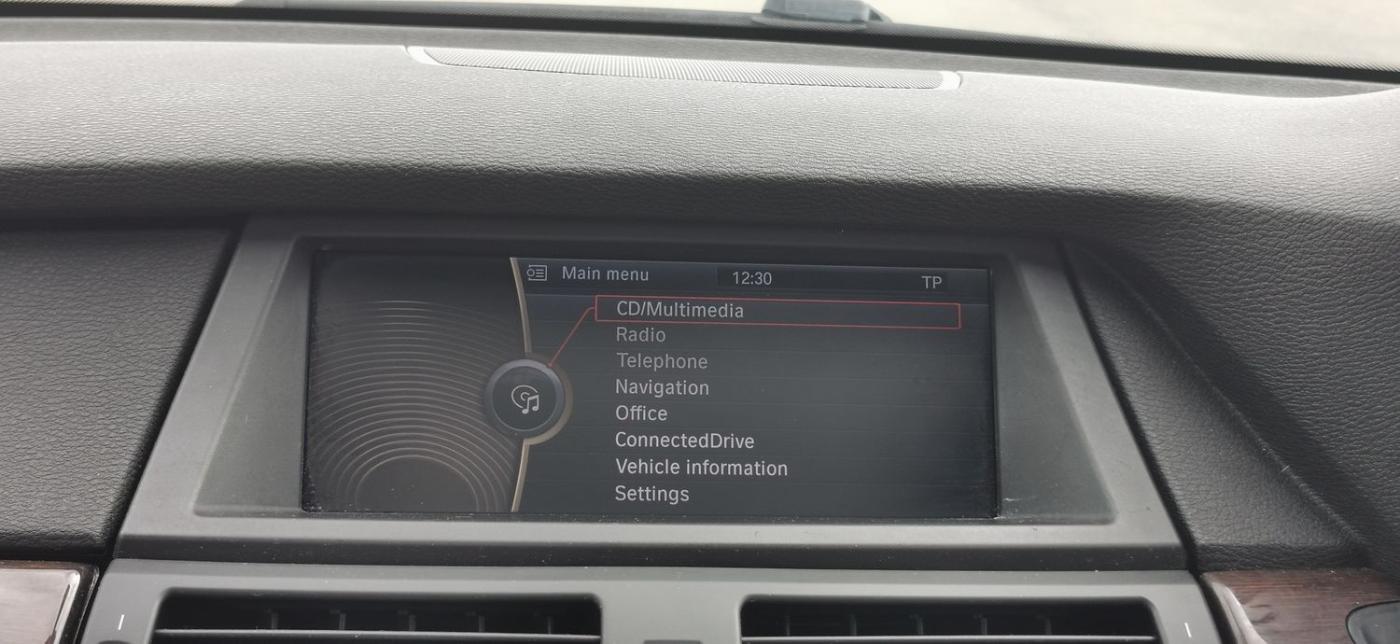 Main menu 12:30 TP
CD/Multimedia
Radio
Telephone
Navigation
Office
ConnectedDrive
Vehicle information
Settings